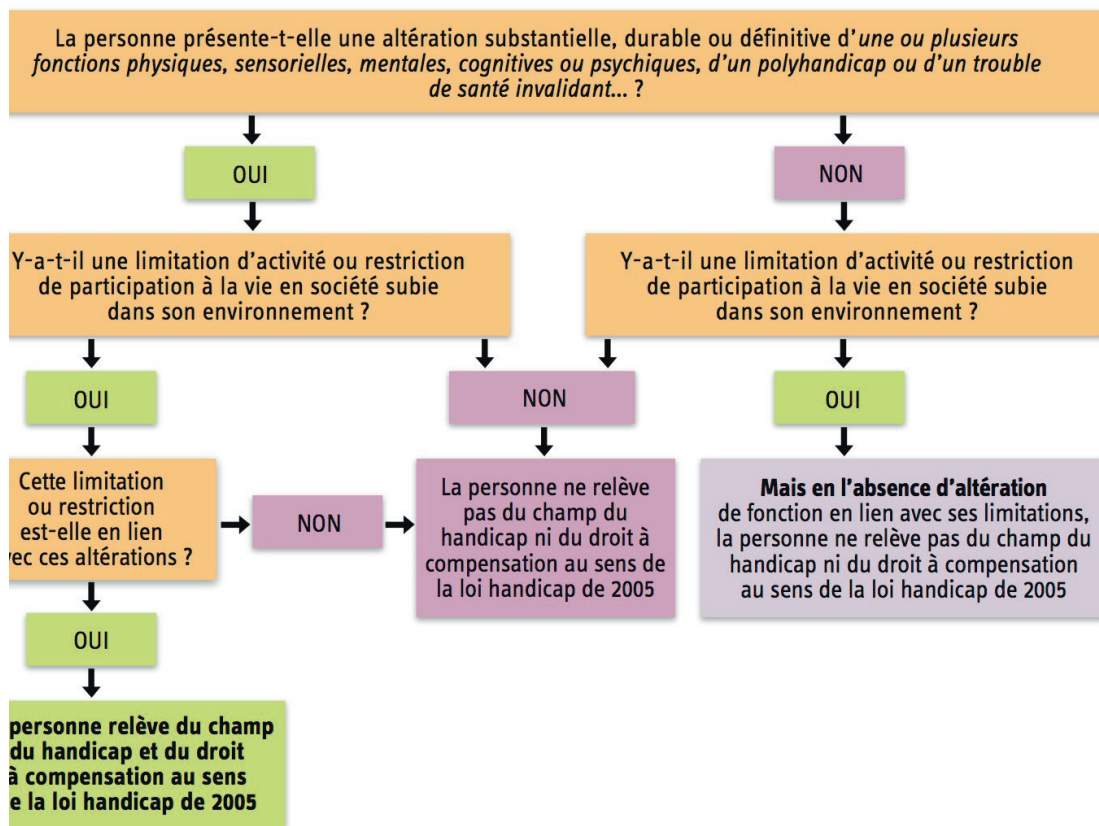 La personne présente-t-elle une altération substantielle, durable ou définitive d'une ou plusieurs
fonctions physiques, sensorielles, mentales, cognitives ou psychiques, d'un polyhandicap ou d'un trouble
de santé invalidant... ?
OUI
NON
Y-a-t-il une limitation d'activité ou restriction
de participation à la vie en société subie
dans son environnement ?
Y-a-t-il une limitation d'activité ou restriction
de participation à la vie en société subie
dans son environnement ?
OUI
NON
OUI
Cette limitation
ou restriction
est-elle en lien
vec ces altérations ?
NON
La personne ne relève
pas du champ du
handicap ni du droit à
compensation au sens de
la loi handicap de 2005
Mais en l'absence d'altération
de fonction en lien avec ses limitations,
la personne ne relève pas du champ du
handicap ni du droit à compensation
au sens de la loi handicap de 2005
OUI
personne relève du champ
du handicap et du droit
à compensation au sens
e la loi handicap de 2005